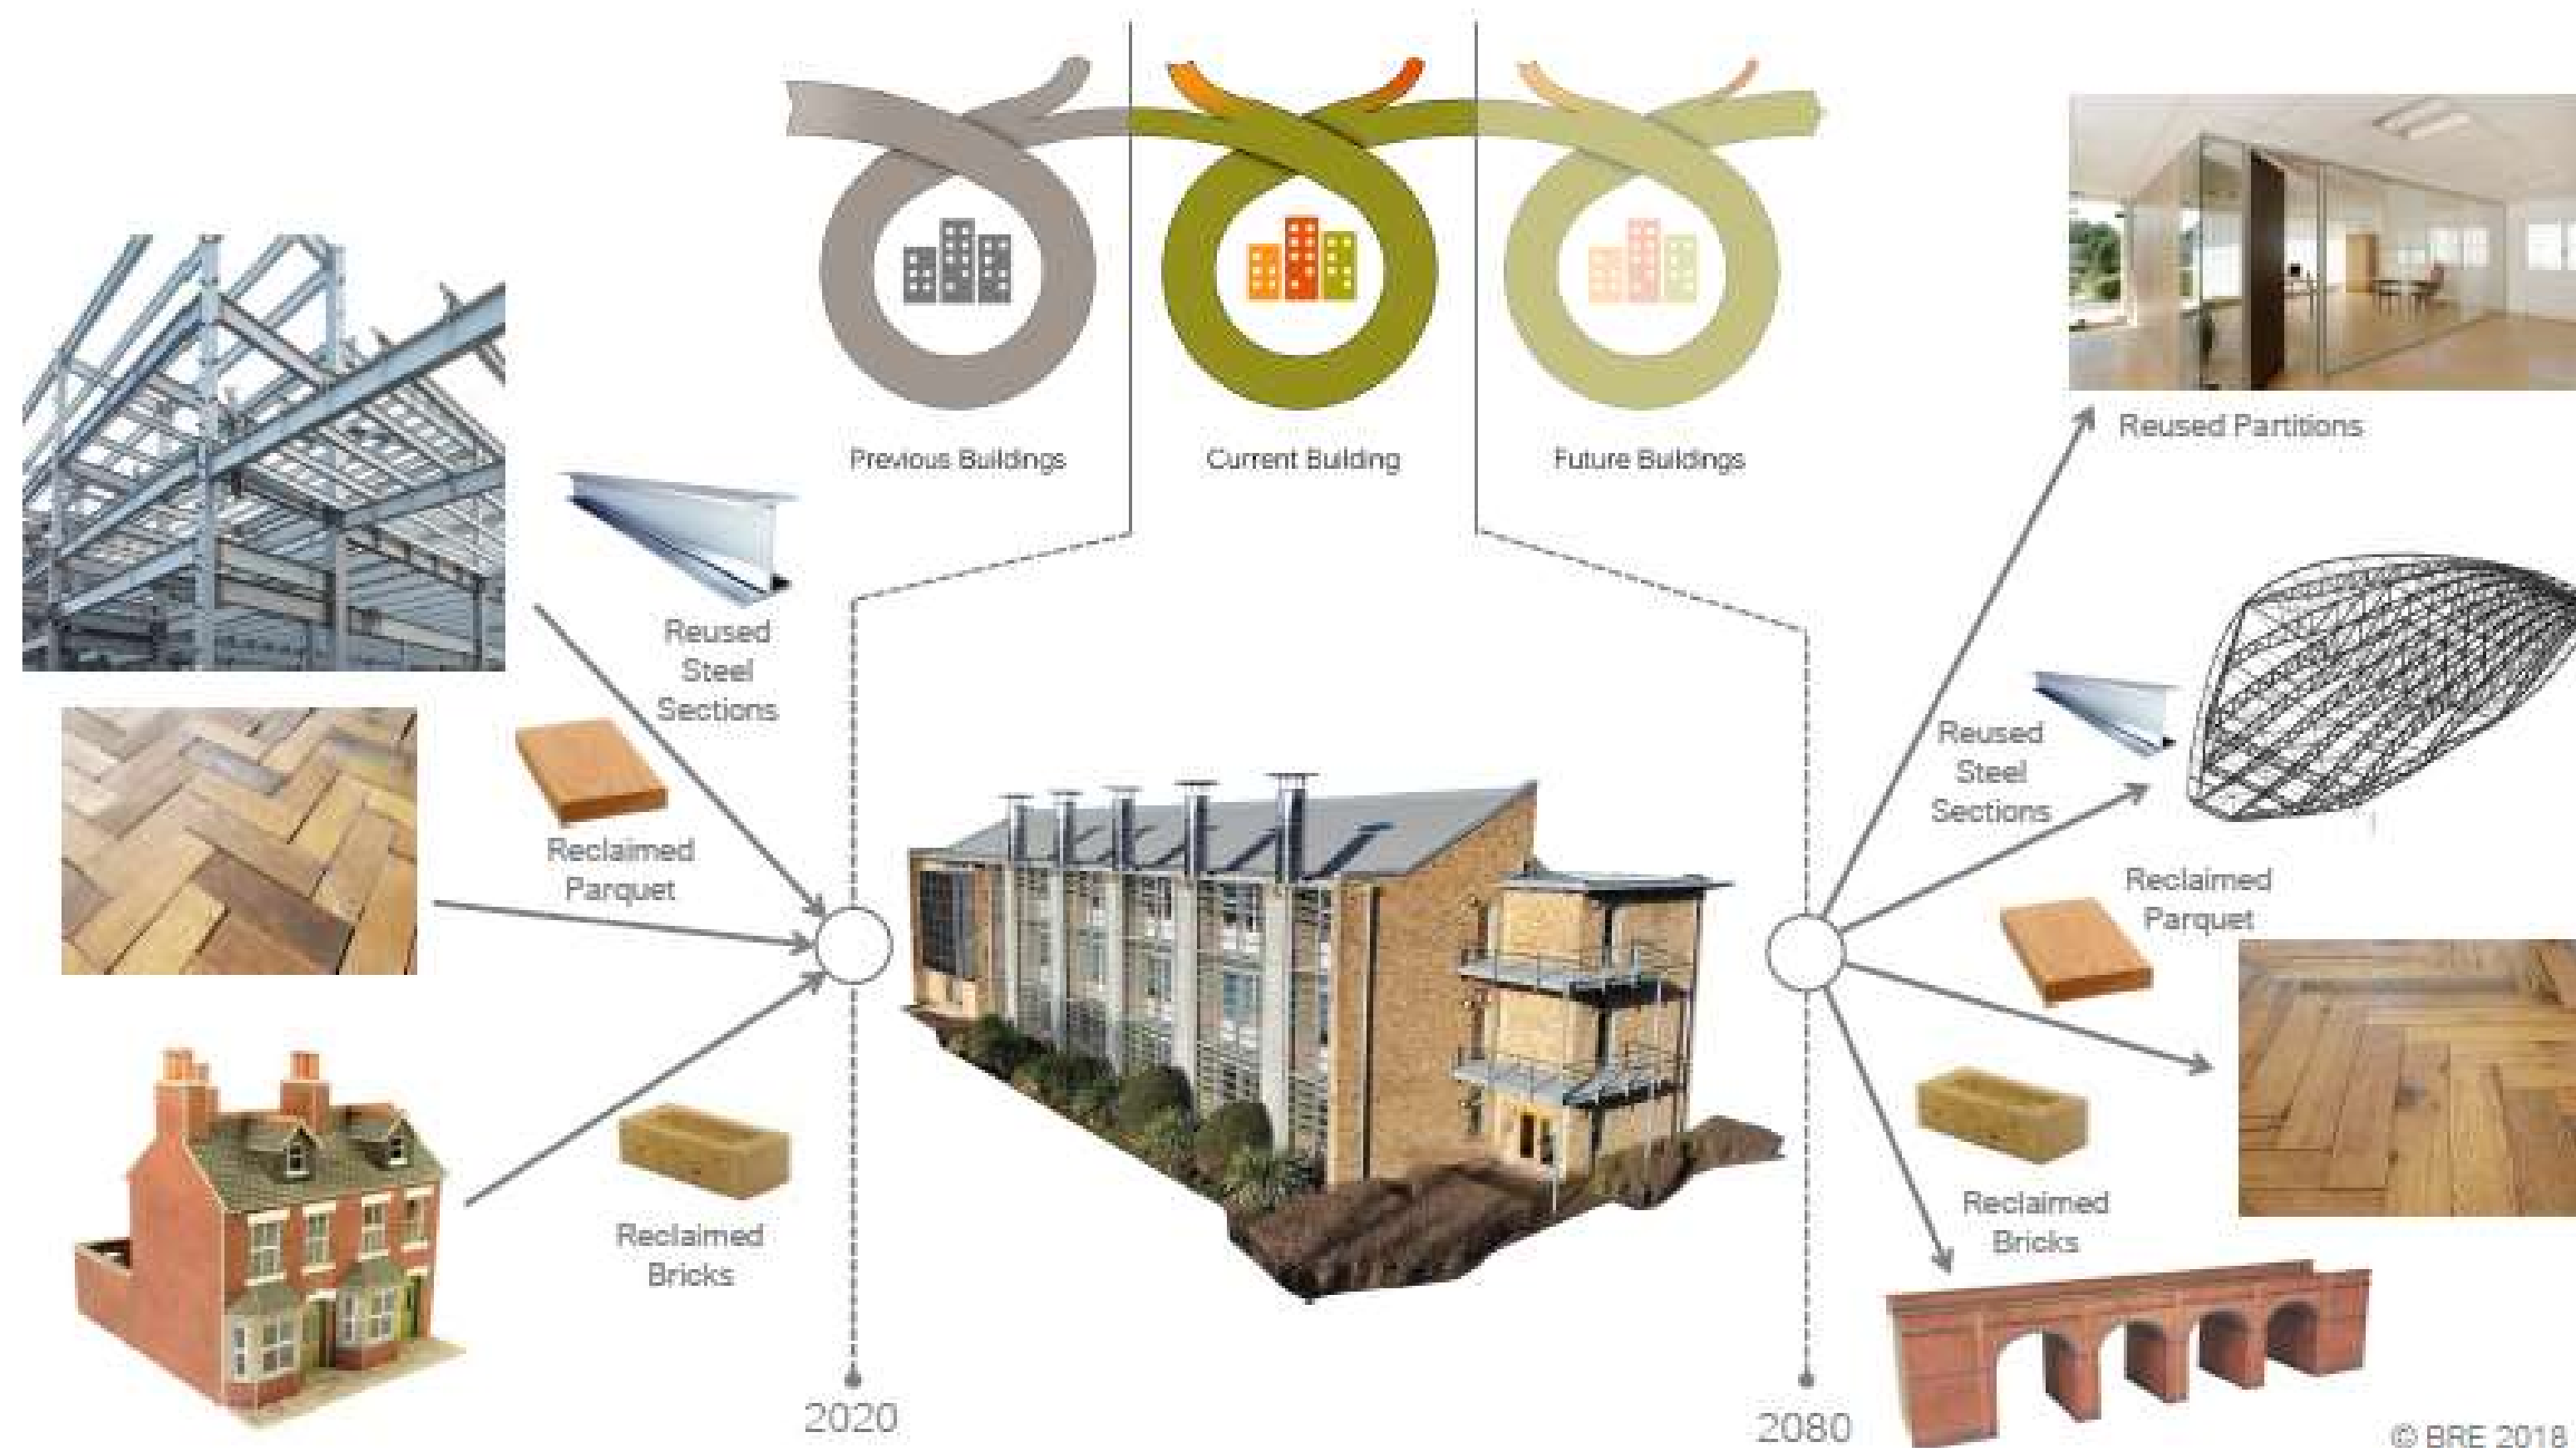 Previous Buildings
Current Building
Future Buildings
Reused Partitions
Reused
Steel
Sections
Reclaimed
Parquet
Reclaimed
Bricks
Reused
Steel
Sections
Reclaimed
Parquet
Reclaimed
Bricks
2020
2080
© BRE 2018